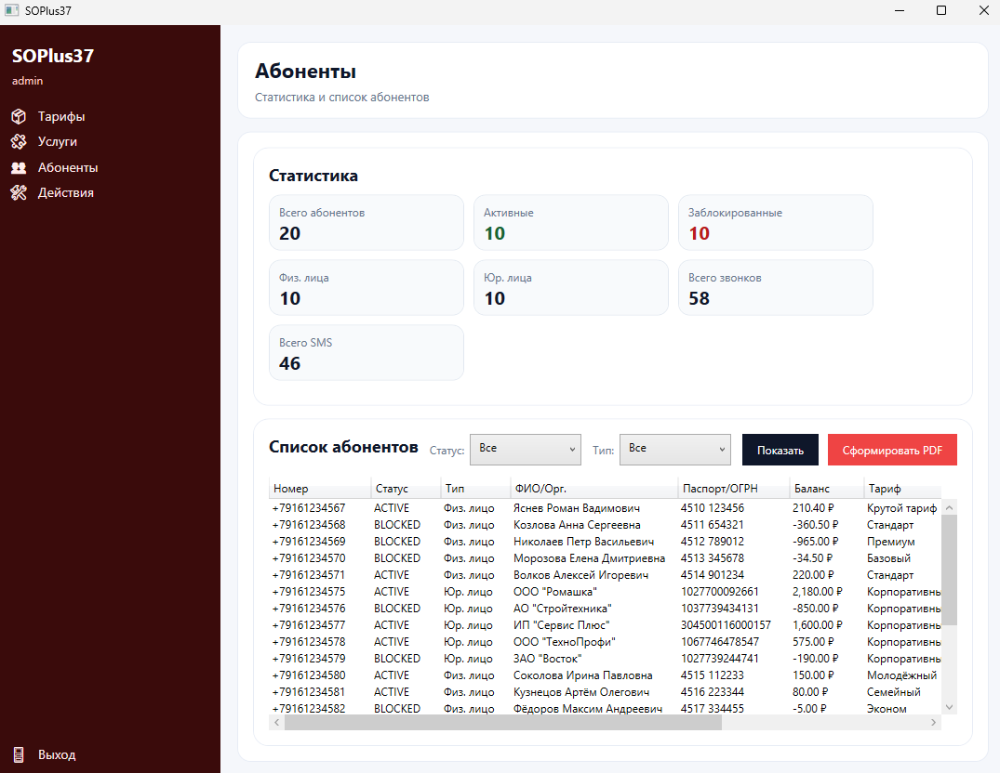 SOPlus37
SOPlus37
admin
Тарифы
Услуги
Абоненты
Действия
Выход
Абоненты
Статистика и список абонентов
Статистика
Всего абонентов
20
Активные
10
Заблокированные
10
Физ. лица
10
Юр. лица
10
Всего звонков
58
Всего SMS
46
Список абонентов Статус: Все Тип: Все Показать Сформировать PDF
Номер Статус Тип ФИО/Орг. Паспорт/ОГРН Баланс Тариф
+79161234567 ACTIVE Физ. лицо Яснев Роман Вадимович 4510 123456 210.40 ₽ Крутой тариф
+79161234568 BLOCKED Физ. лицо Козлова Анна Сергеевна 4511 654321 -360.50 ₽ Стандарт
+79161234569 BLOCKED Физ. лицо Николаев Петр Васильевич 4512 789012 -965.00 ₽ Премиум
+79161234570 BLOCKED Физ. лицо Морозова Елена Дмитриевна 4513 345678 -34.50 ₽ Базовый
+79161234571 ACTIVE Физ. лицо Волков Алексей Игоревич 4514 901234 220.00 ₽ Стандарт
+79161234575 ACTIVE Юр. лицо ООО "Ромашка" 1027700092661 2,180.00 ₽ Корпоративн
+79161234576 BLOCKED Юр. лицо АО "Стройтехника" 1037739434131 -850.00 ₽ Корпоративн
+79161234577 ACTIVE Юр. лицо ИП "Сервис Плюс" 304500116000157 1,600.00 ₽ Корпоративн
+79161234578 ACTIVE Юр. лицо ООО "ТехноПрофи" 1067746478547 575.00 ₽ Корпоративн
+79161234579 BLOCKED Юр. лицо ЗАО "Восток" 1027739244741 -190.00 ₽ Корпоративн
+79161234580 ACTIVE Физ. лицо Соколова Ирина Павловна 4515 112233 150.00 ₽ Молодёжный
+79161234581 ACTIVE Физ. лицо Кузнецов Артём Олегович 4516 223344 80.00 ₽ Семейный
+79161234582 BLOCKED Физ. лицо Фёдоров Максим Андреевич 4517 334455 -5.00 ₽ Эконом